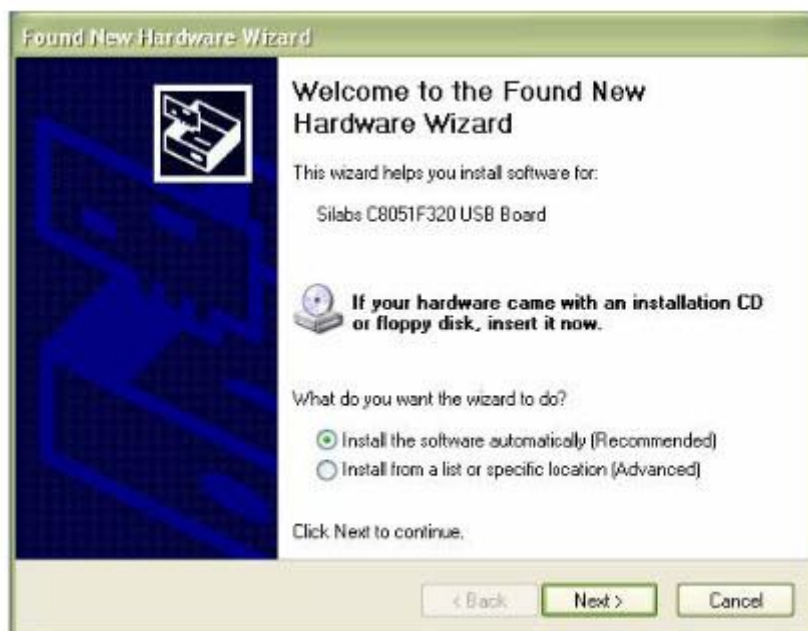 Found New Hardware Wizard
Welcome to the Found New
Hardware Wizard
This wizard helps you install software for:
Silabs C8051F320 USB Board
If your hardware came with an installation CD
or floppy disk, insert it now.
What do you want the wizard to do?
Install the software automatically (Recommended)
Install from a list or specific location (Advanced)
Click Next to continue.
< Back Next > Cancel